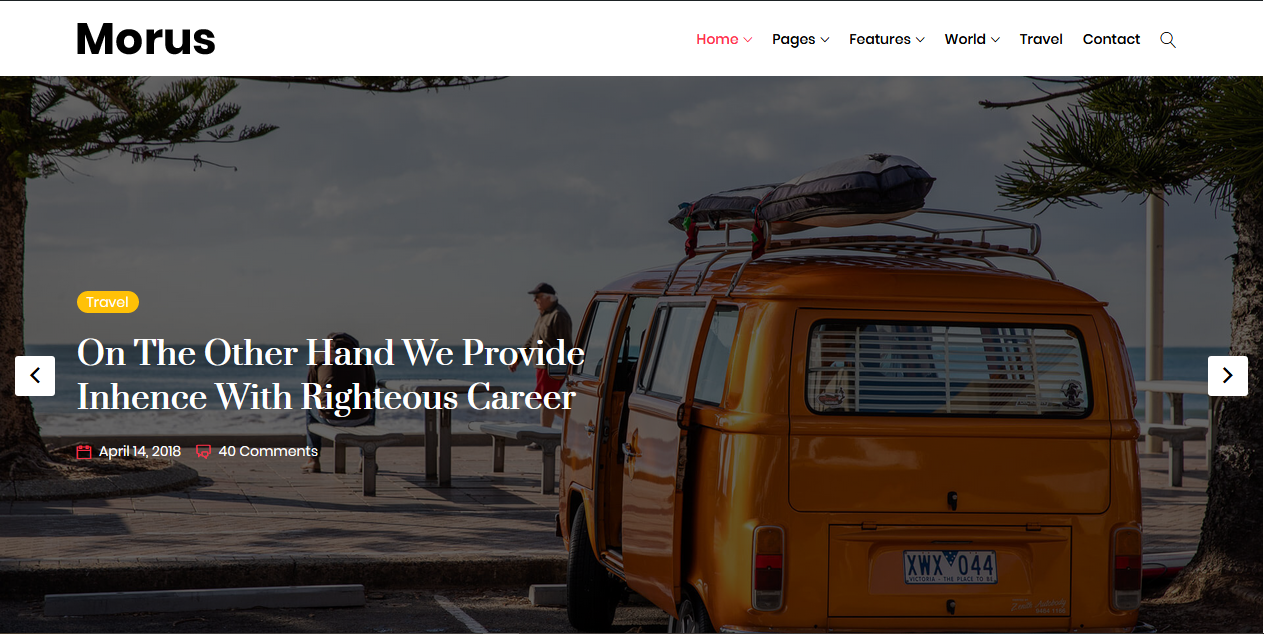 Morus
Home Pages Features World Travel Contact
Travel
On The Other Hand We Provide
Inhence With Righteous Career
April 14, 2018 40 Comments
XWX 044
VICTORIA - THE PLACE TO BE